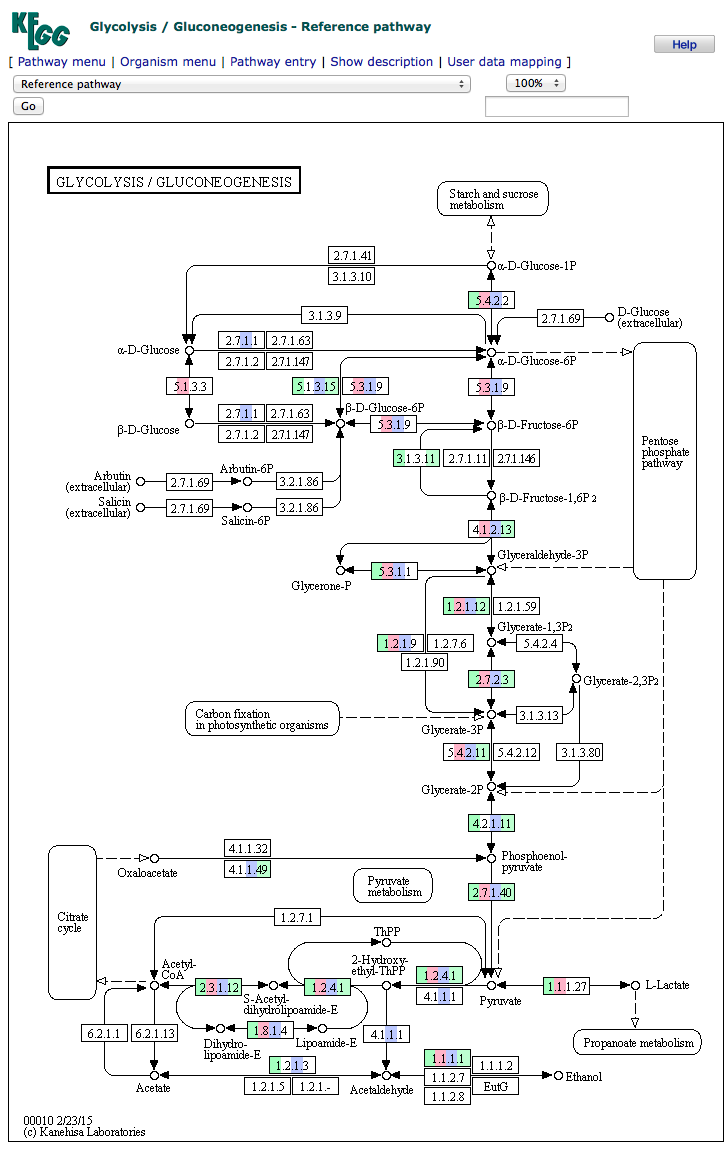 KEGG
Glycolysis / Gluconeogenesis - Reference pathway
Help
[ Pathway menu | Organism menu | Pathway entry | Show description | User data mapping ]
Reference pathway
100%
Go
GLYCOLYSIS / GLUCONEOGENESIS
Starch and sucrose
metabolism
2.7.1.41
3.1.3.10
α-D-Glucose-1P
5.4.2.2
3.1.3.9
2.7.1.69
D-Glucose
(extracellular)
α-D-Glucose
2.7.1.1
2.7.1.63
2.7.1.2
2.7.1.147
α-D-Glucose-6P
5.1.3.3
5.1.3.15
5.3.1.9
5.3.1.9
β-D-Glucose
2.7.1.1
2.7.1.63
2.7.1.2
2.7.1.147
β-D-Glucose-6P
5.3.1.9
β-D-Fructose-6P
Pentose
phosphate
pathway
3.1.3.11
2.7.1.11
2.7.1.146
Arbutin
(extracellular)
2.7.1.69
Arbutin-6P
3.2.1.86
Salicin
(extracellular)
2.7.1.69
Salicin-6P
3.2.1.86
β-D-Fructose-1,6P2
4.1.2.13
Glyceraldehyde-3P
Glycerone-P
5.3.1.1
1.2.1.12
1.2.1.59
Glycerate-1,3P2
1.2.1.9
1.2.7.6
1.2.1.90
5.4.2.4
2.7.2.3
Glycerate-2,3P2
Carbon fixation
in photosynthetic organisms
3.1.3.13
Glycerate-3P
5.4.2.11
5.4.2.12
3.1.3.80
Glycerate-2P
4.2.1.11
Oxaloacetate
4.1.1.32
4.1.1.49
Phosphoenol-
pyruvate
Pyruvate
metabolism
2.7.1.40
Citrate
cycle
1.2.7.1
ThPP
Acetyl-
CoA
2-Hydroxy-
ethyl-ThPP
2.3.1.12
S-Acetyl-
dihydrolipoamide-E
1.2.4.1
1.2.4.1
4.1.1.1
Pyruvate
1.1.1.27
L-Lactate
6.2.1.1
6.2.1.13
Dihydro-
lipoamide-E
1.8.1.4
Lipoamide-E
4.1.1.1
Propanoate metabolism
Acetate
1.2.1.3
1.2.1.5
1.2.1.-
Acetaldehyde
1.1.1.1
1.1.1.2
1.1.2.7
EutG
1.1.2.8
Ethanol
00010 2/23/15
(c) Kanehisa Laboratories